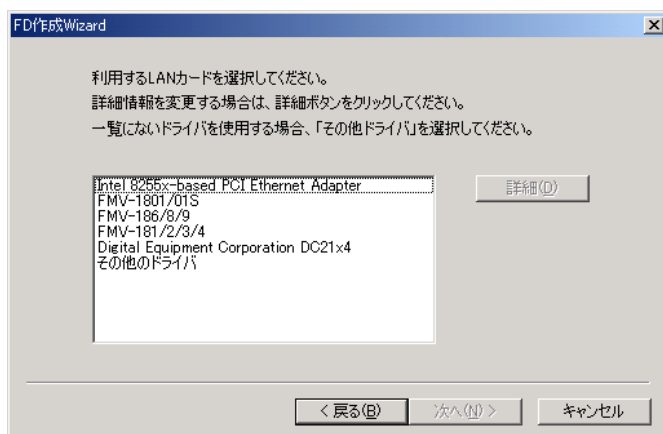 FD作成Wizard
利用するLANカードを選択してください。
詳細情報を変更する場合は、詳細ボタンをクリックしてください。
一覧にないドライバを使用する場合、「その他ドライバ」を選択してください。
Intel 8255x-based PCI Ethernet Adapter
詳細(D)
FMV-1801/01S
FMV-186/8/9
FMV-181/2/3/4
Digital Equipment Corporation DC21x4
その他のドライバ
< 戻る(B)
次へ(N) >
キャンセル